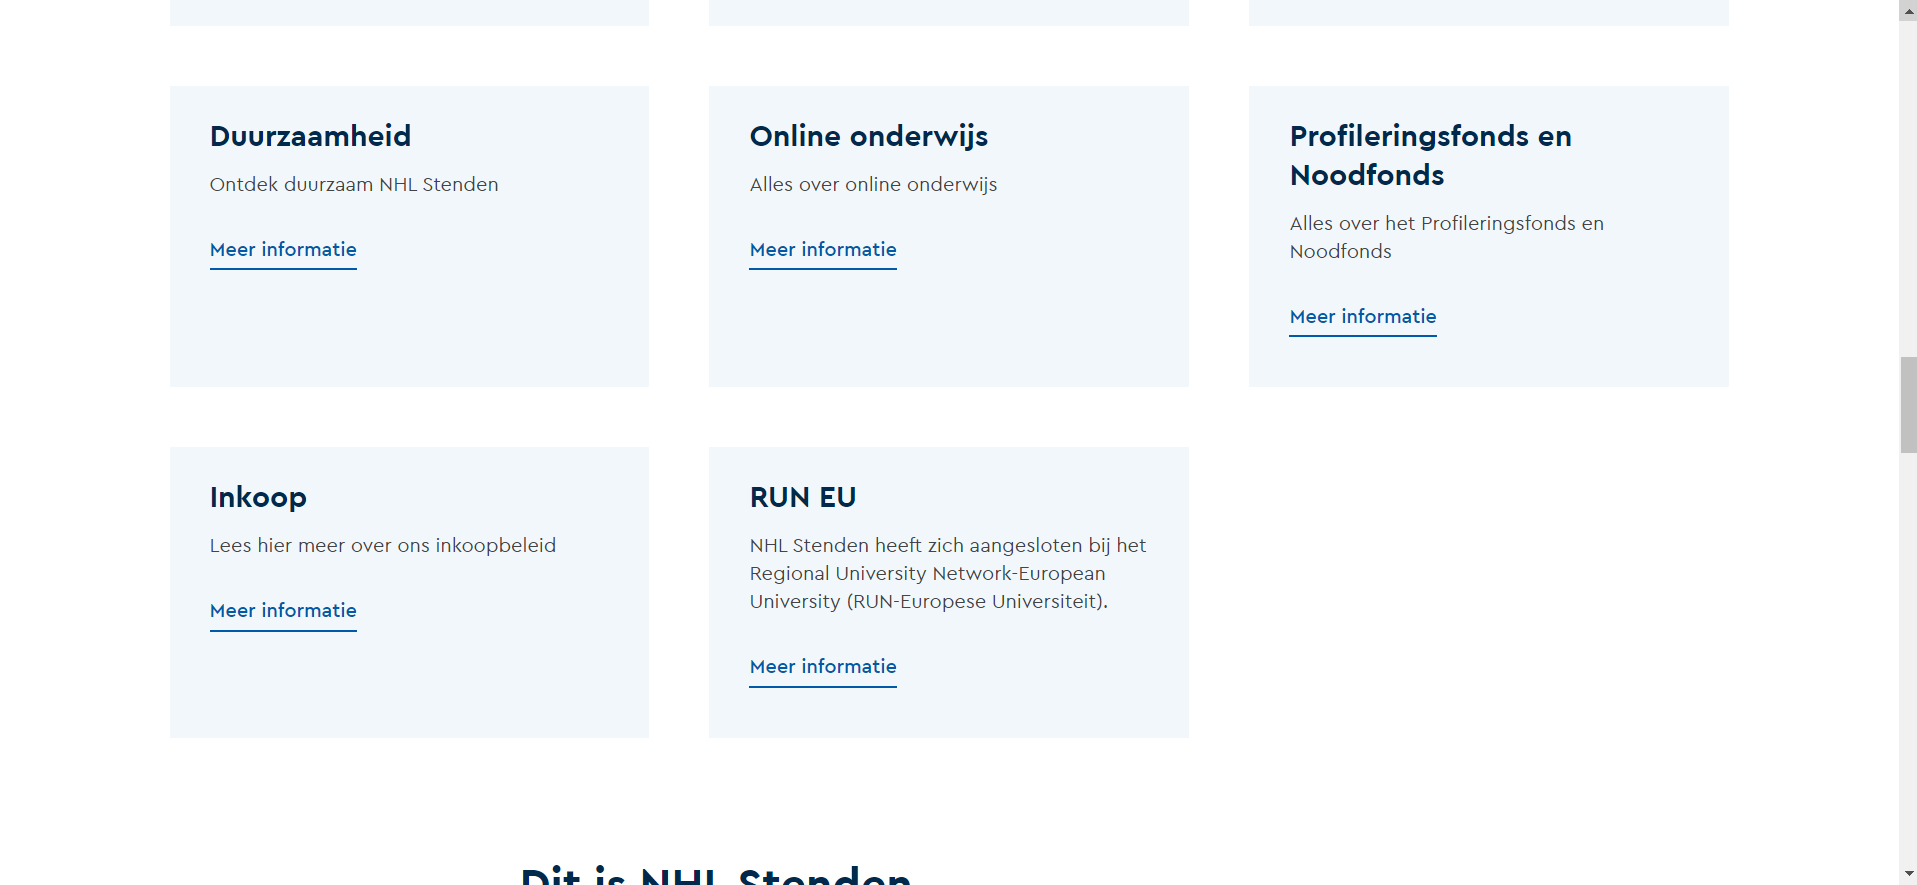 Duurzaamheid
Ontdek duurzaam NHL Stenden
Meer informatie
Online onderwijs
Alles over online onderwijs
Meer informatie
Profileringsfonds en
Noodfonds
Alles over het Profileringsfonds en
Noodfonds
Meer informatie
Inkoop
Lees hier meer over ons inkoopbeleid
Meer informatie
RUN EU
NHL Stenden heeft zich aangesloten bij het
Regional University Network-European
University (RUN-Europese Universiteit).
Meer informatie
Dit is NHL Stenden